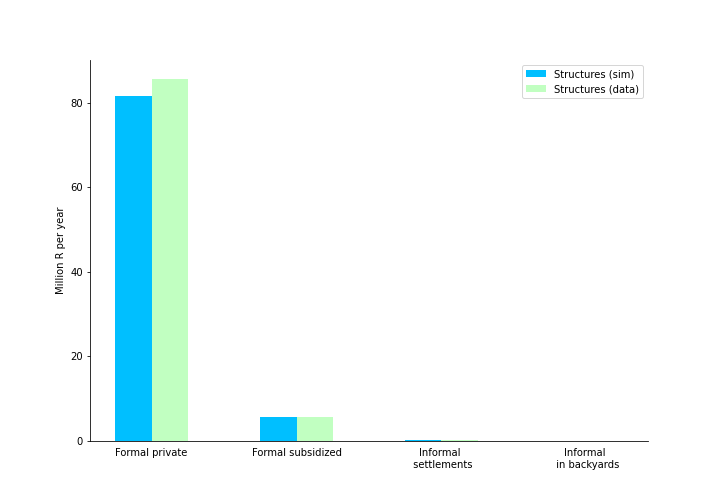 Structures (sim)
Structures (data)
Million R per year
80
60
40
20
0
Formal private
Formal subsidized
Informal
settlements
Informal
in backyards